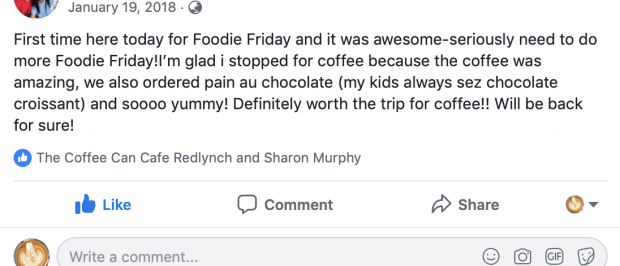 January 19, 2018 ·
First time here today for Foodie Friday and it was awesome-seriously need to do
more Foodie Friday!I’m glad i stopped for coffee because the coffee was
amazing, we also ordered pain au chocolate (my kids always sez chocolate
croissant) and soooo yummy! Definitely worth the trip for coffee!! Will be back
for sure!
The Coffee Can Cafe Redlynch and Sharon Murphy
Like Comment Share
Write a comment... GIF